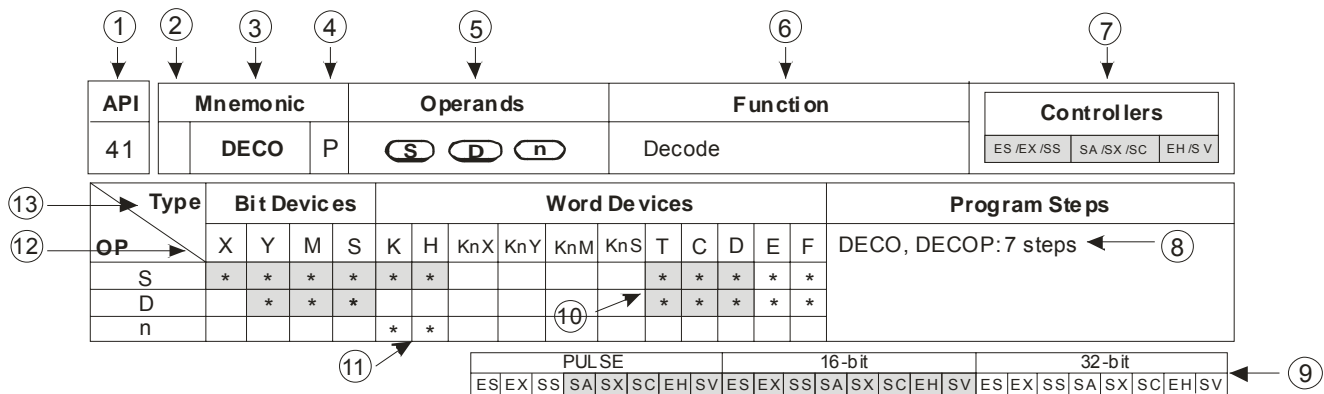 1 2 3 4 5 6 7
API Mnemonic Operands Function Controllers
41 DECO P S D n Decode ES/EX/SS SA/SX/SC EH/SV
13 Type Bit Devices Word Devices Program Steps
12 OP X Y M S K H KnX KnY KnM KnS T C D E F DECO, DECOP: 7 steps 8
S * * * * * * * * * * *
D * * * * * * * * 10
n * *
11
PULSE 16-bit 32-bit
ES EX SS SA SX SC EH SV ES EX SS SA SX SC EH SV ES EX SS SA SX SC EH SV 9